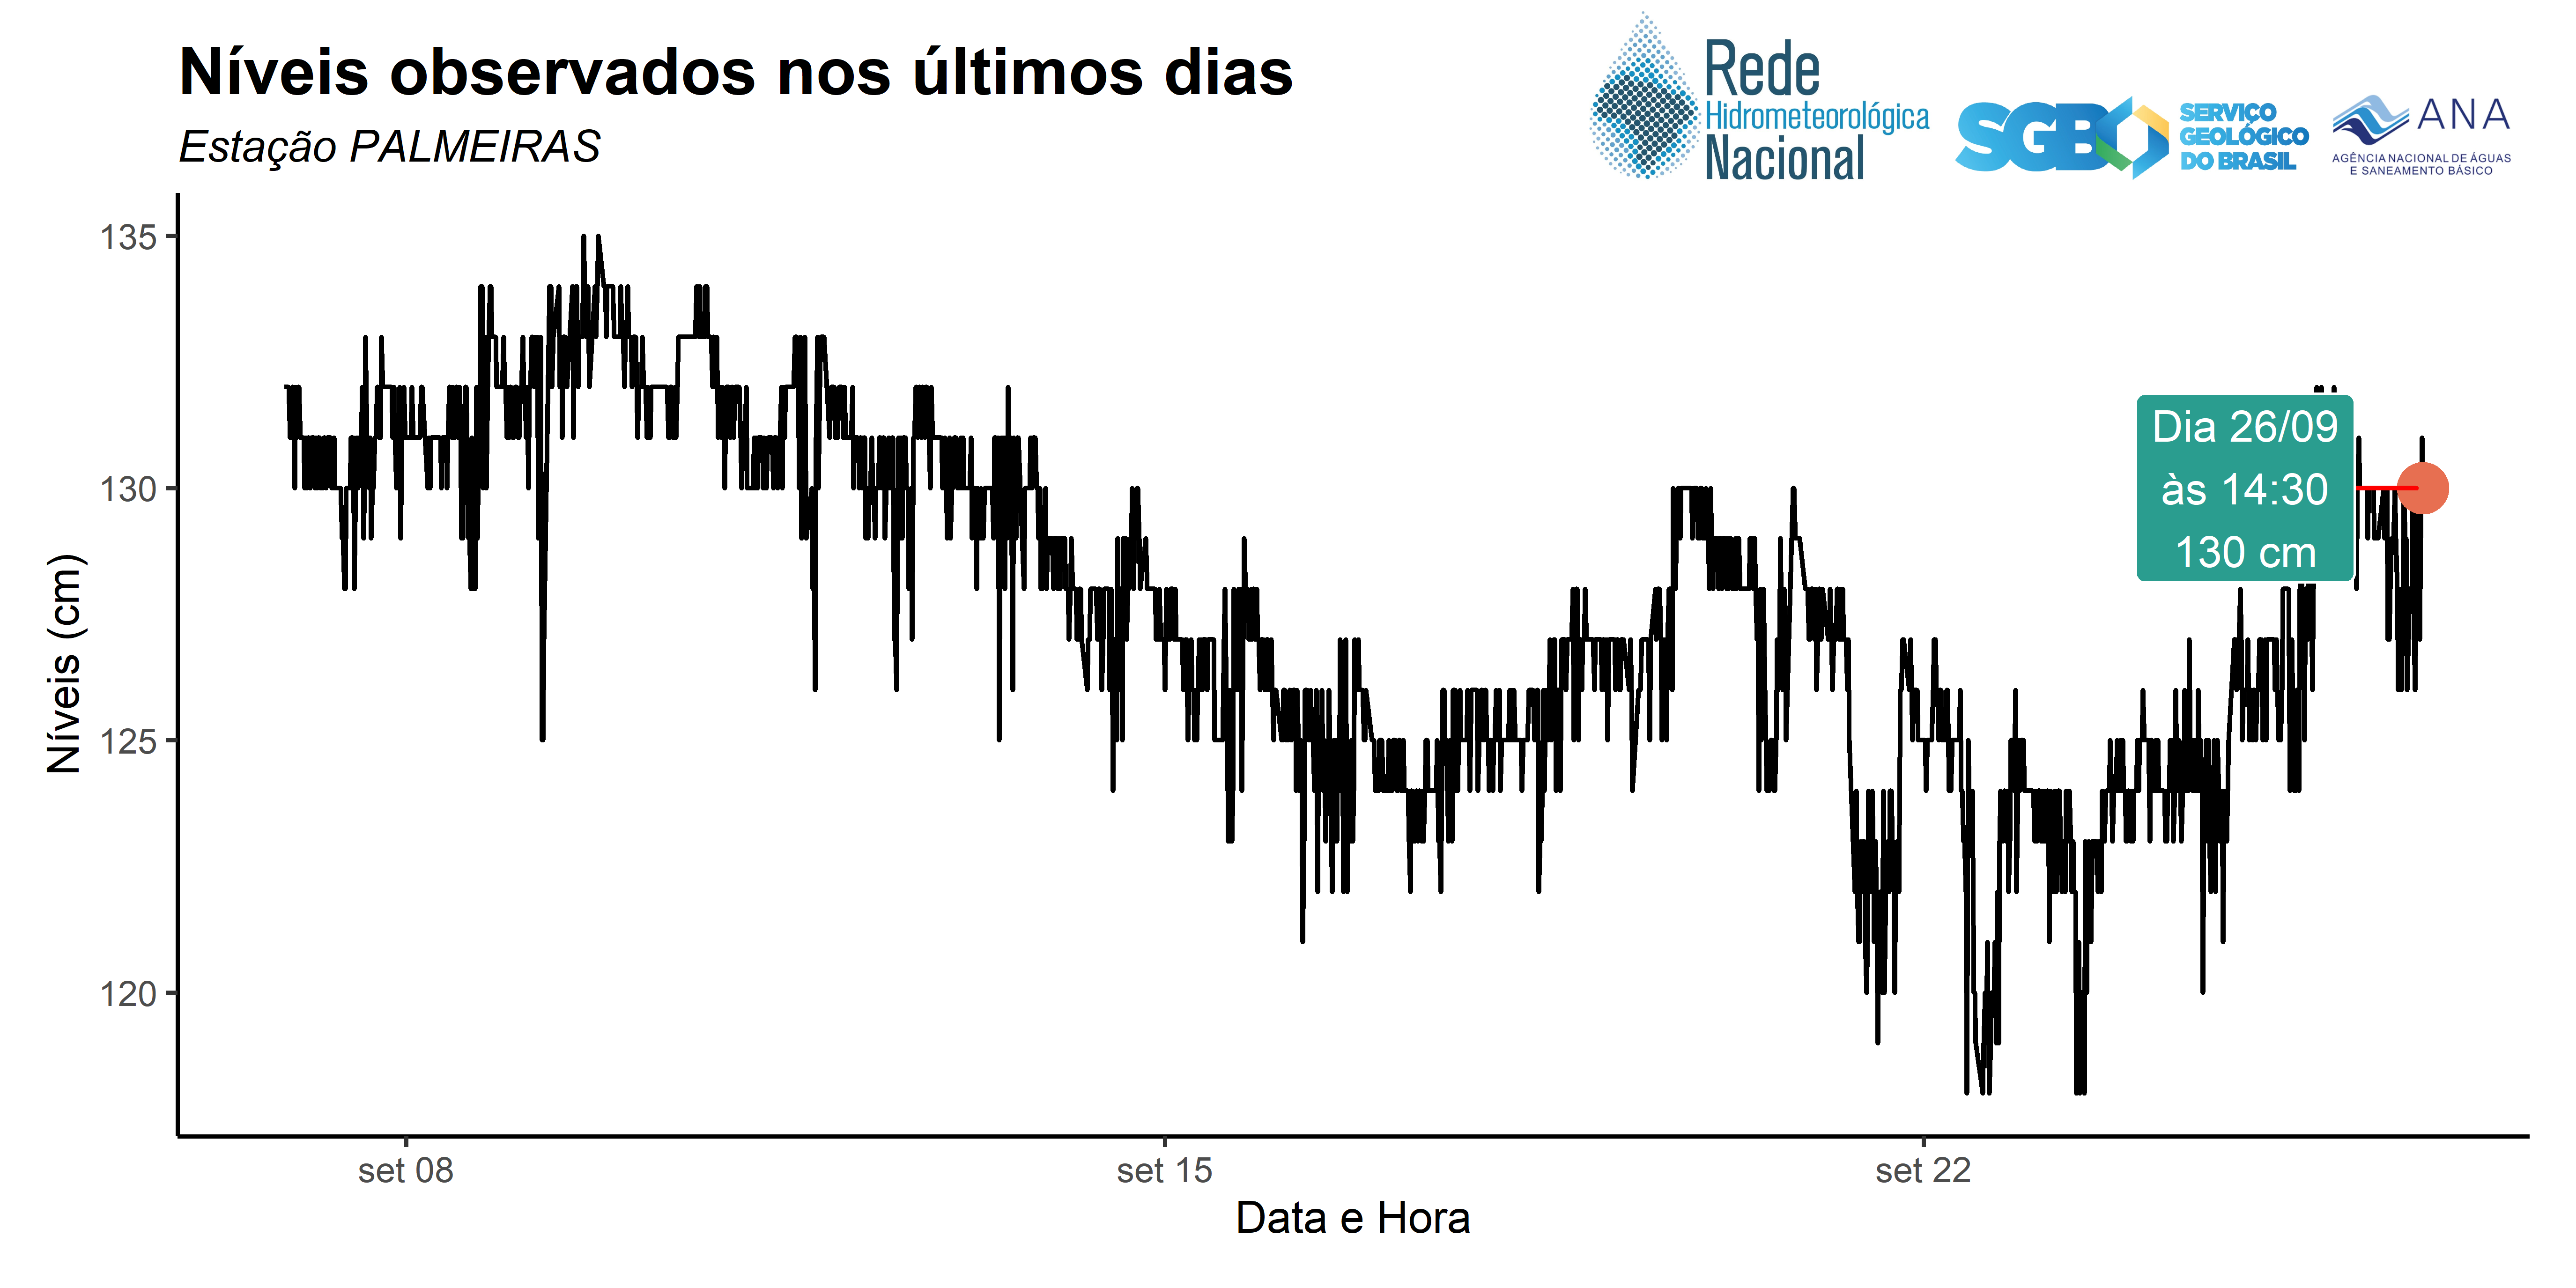 Níveis observados nos últimos dias
Estação PALMEIRAS
Rede
Hidrometeorológica
Nacional
SGB
SERVIÇO
GEOLÓGICO
DO BRASIL
ANA
AGÊNCIA NACIONAL DE ÁGUAS
E SANEAMENTO BÁSICO
135
130
125
120
Níveis (cm)
Dia 26/09
às 14:30
130 cm
set 08
set 15
set 22
Data e Hora